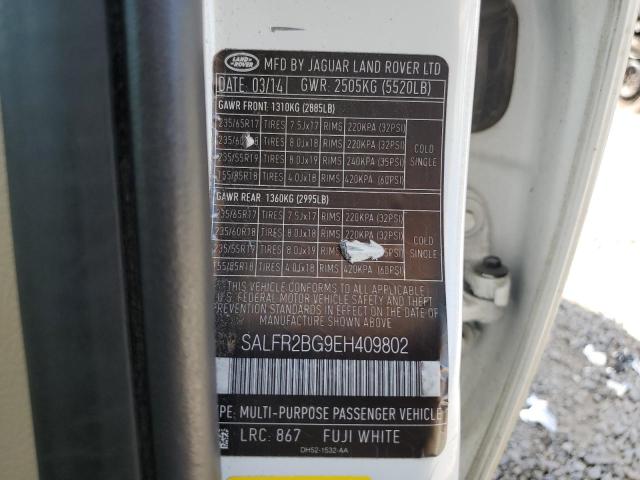 LAND ROVER
MFD BY JAGUAR LAND ROVER LTD
DATE: 03/14 GWR: 2505KG (5520LB)
GAWR FRONT: 1310KG (2885LB)
235/65R17 TIRES 7.5Jx17 RIMS 220KPA (32PSI)
235/60R18 TIRES 8.0Jx18 RIMS 220KPA (32PSI)
235/55R19 TIRES 8.0Jx19 RIMS 240KPA (35PSI)
155/85R18 TIRES 4.0Jx18 RIMS 420KPA (60PSI)
COLD
SINGLE
GAWR REAR: 1360KG (2995LB)
235/65R17 TIRES 7.5Jx17 RIMS 220KPA (32PSI)
235/60R18 TIRES 8.0Jx18 RIMS 220KPA (32PSI)
235/55R19 TIRES 8.0Jx19 RIMS
155/85R18 TIRES 4.0Jx18 RIMS 420KPA (60PSI)
COLD
SINGLE
THIS VEHICLE CONFORMS TO ALL APPLICABLE
U.S. FEDERAL MOTOR VEHICLE SAFETY AND THEFT
PREVENTION STANDARDS IN EFFECT ON THE DATE OF
MANUFACTURE SHOWN ABOVE
SALFR2BG9EH409802
TYPE: MULTI-PURPOSE PASSENGER VEHICLE
LRC: 867 FUJI WHITE
DH52-1532-AA